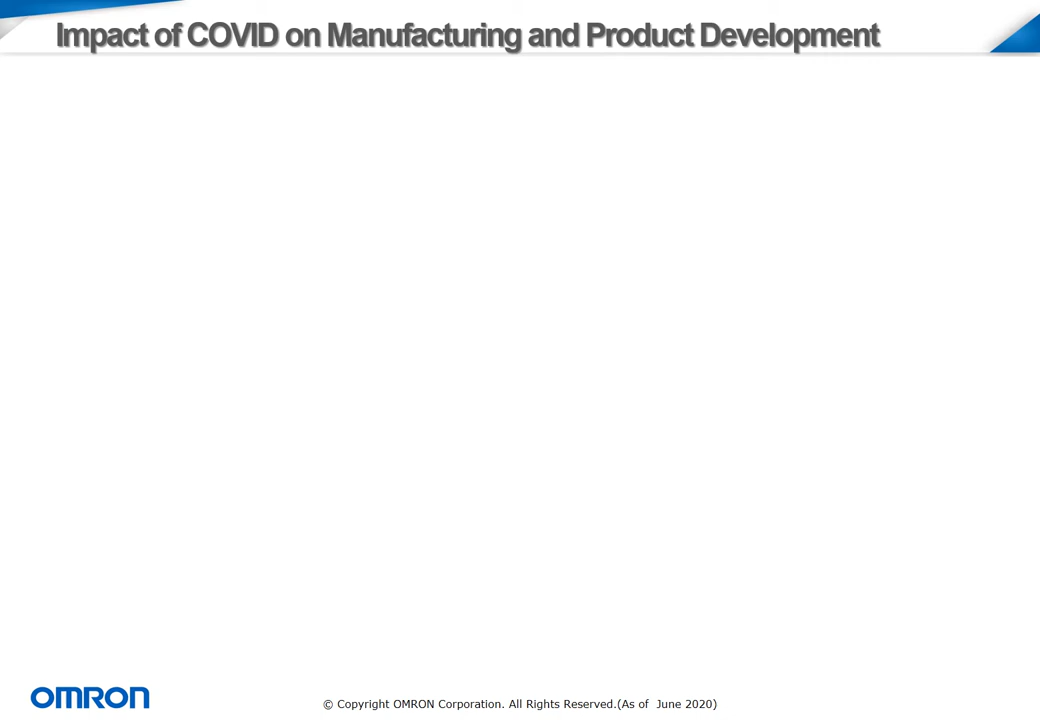 Impact of COVID on Manufacturing and Product Development
OMRON
© Copyright OMRON Corporation. All Rights Reserved.(As of  June 2020)